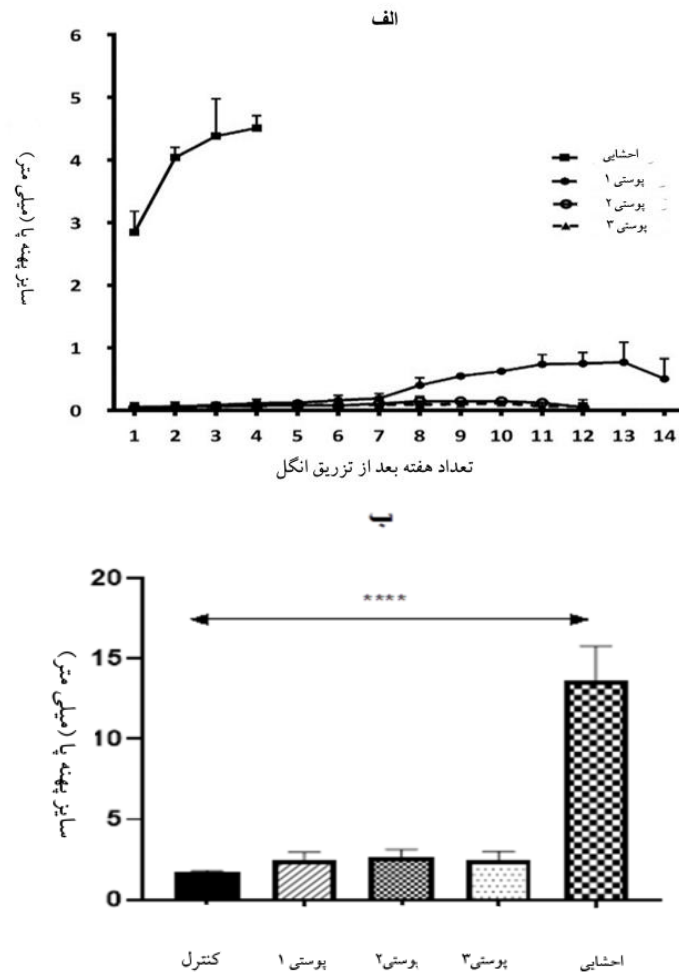 الف
6
5
4
3
2
1
0
سایز پهنه پا (میلی متر)
احشایی
پوستی ۱
پوستی ۲
پوستی ۳
1 2 3 4 5 6 7 8 9 10 11 12 13 14
تعداد هفته بعد از تزریق انگل
ب
20
15
10
5
0
سایز پهنه پا (میلی متر)
****
کنترل پوستی ۱ پوستی۲ پوستی۳ احشایی